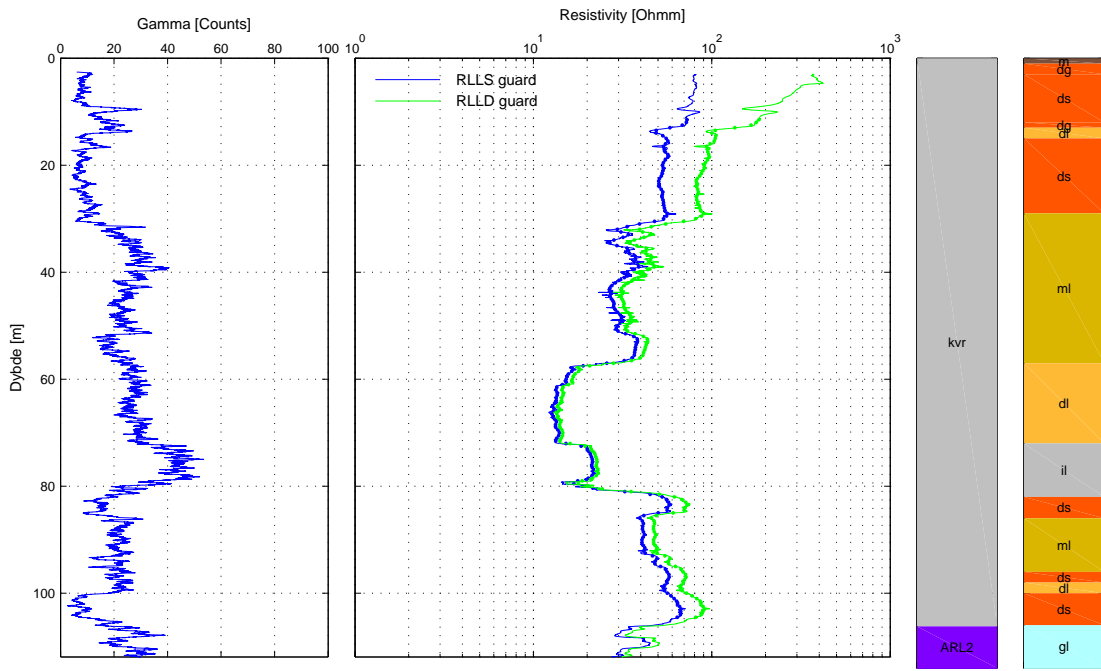 Gamma [Counts]
Resistivity [Ohmm]
0 20 40 60 80 100
10^0 10^1 10^2 10^3
RLLS guard
RLLD guard
Dybde [m]
0
20
40
60
80
100
kvr
ARL2
m
dg
ds
dg
dl
ds
ml
dl
il
ds
ml
ds
dl
ds
gl